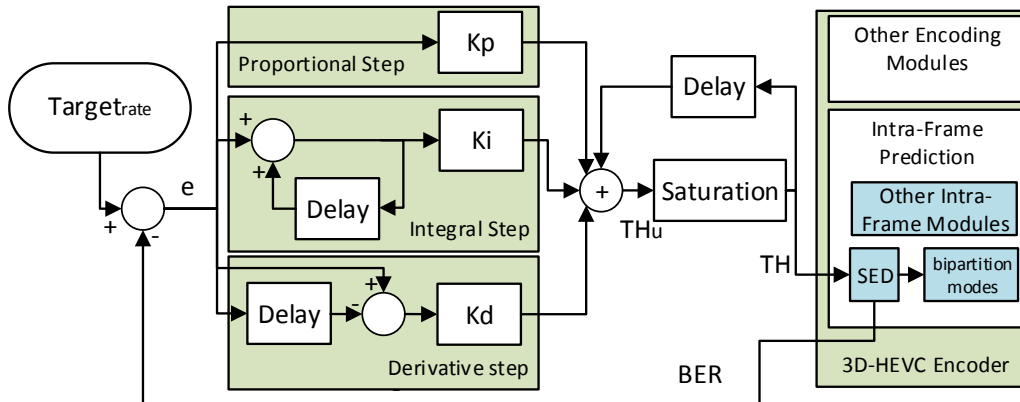 Target rate
+
-
e
Kp
Proportional Step
+
+
Delay
Ki
Integral Step
Delay
+
-
Kd
Derivative step
Delay
+
THu
Saturation
TH
BER
Other Encoding
Modules
Intra-Frame
Prediction
Other Intra-
Frame Modules
SED
bipartition
modes
3D-HEVC Encoder